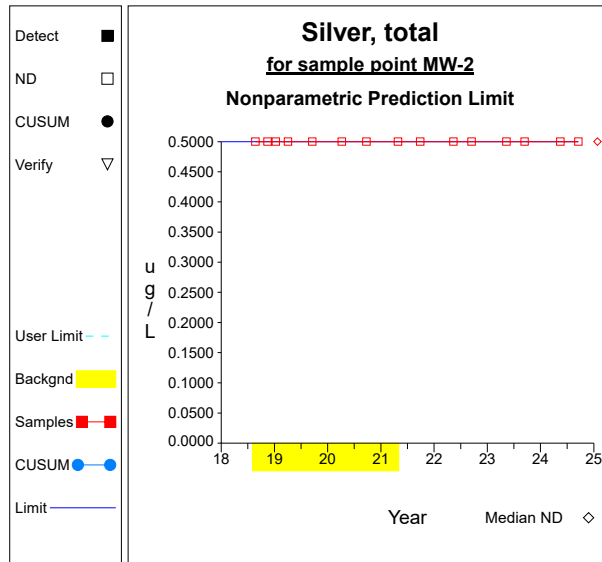 Detect
ND
CUSUM
Verify
User Limit
Backgnd
Samples
CUSUM
Limit
Silver, total
for sample point MW-2
Nonparametric Prediction Limit
ug/L
0.5000
0.4500
0.4000
0.3500
0.3000
0.2500
0.2000
0.1500
0.1000
0.0500
0.0000
18 19 20 21 22 23 24 25
Year
Median ND